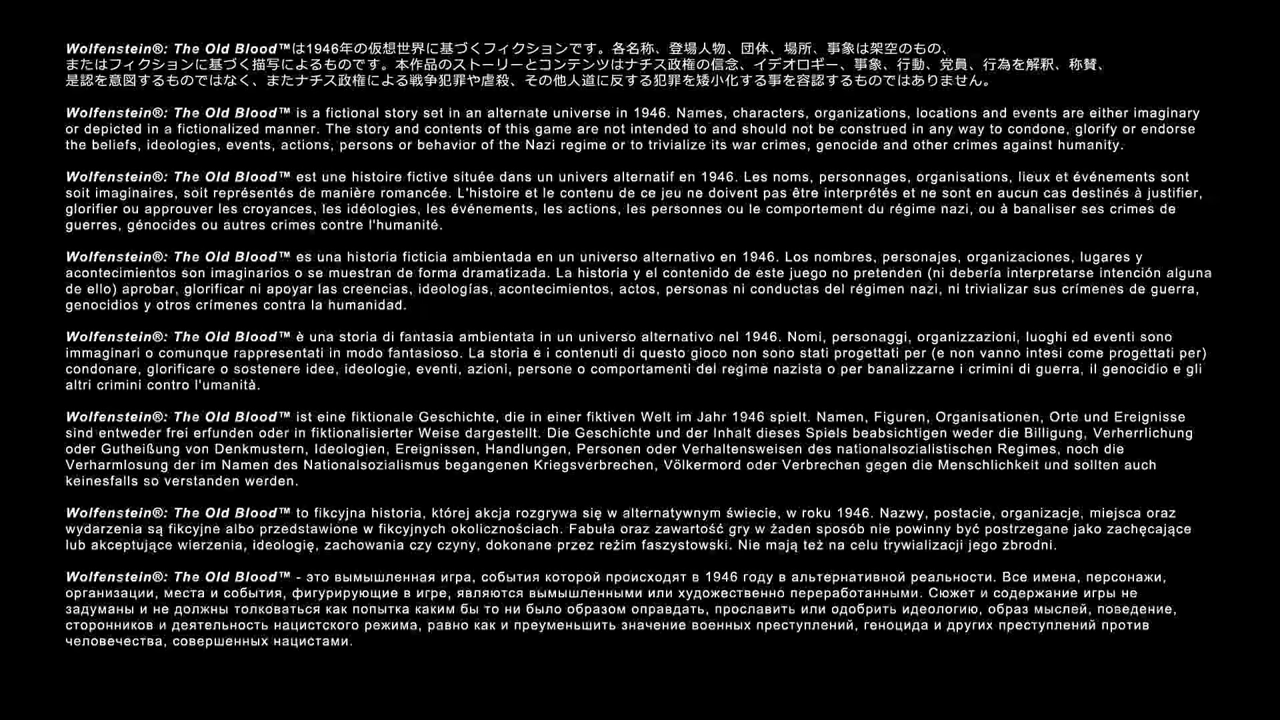 Wolfenstein®: The Old Blood™は1946年の仮想世界に基づくフィクションです。各名称、登場人物、団体、場所、事象は架空のもの、
またはフィクションに基づく描写によるものです。本作品のストーリーとコンテンツはナチス政権の信念、イデオロギー、事象、行動、党員、行為を解釈、称賛、
是認を意図するものではなく、またナチス政権による戦争犯罪や虐殺、その他人道に反する犯罪を矮小化する事を容認するものではありません。
Wolfenstein®: The Old Blood™ is a fictional story set in an alternate universe in 1946. Names, characters, organizations, locations and events are either imaginary
or depicted in a fictionalized manner. The story and contents of this game are not intended to and should not be construed in any way to condone, glorify or endorse
the beliefs, ideologies, events, actions, persons or behavior of the Nazi regime or to trivialize its war crimes, genocide and other crimes against humanity.
Wolfenstein®: The Old Blood™ est une histoire fictive située dans un univers alternatif en 1946. Les noms, personnages, organisations, lieux et événements sont
soit imaginaires, soit représentés de manière romancée. L'histoire et le contenu de ce jeu ne doivent pas être interprétés et ne sont en aucun cas destinés à justifier,
glorifier ou approuver les croyances, les idéologies, les événements, les actions, les personnes ou le comportement du régime nazi, ou à banaliser ses crimes de
guerres, génocides ou autres crimes contre l'humanité.
Wolfenstein®: The Old Blood™ es una historia ficticia ambientada en un universo alternativo en 1946. Los nombres, personajes, organizaciones, lugares y
acontecimientos son imaginarios o se muestran de forma dramatizada. La historia y el contenido de este juego no pretenden (ni debería interpretarse intención alguna
de ello) aprobar, glorificar ni apoyar las creencias, ideologías, acontecimientos, actos, personas ni conductas del régimen nazi, ni trivializar sus crímenes de guerra,
genocidios y otros crímenes contra la humanidad.
Wolfenstein®: The Old Blood™ è una storia di fantasia ambientata in un universo alternativo nel 1946. Nomi, personaggi, organizzazioni, luoghi ed eventi sono
immaginari o comunque rappresentati in modo fantasioso. La storia e i contenuti di questo gioco non sono stati progettati per (e non vanno intesi come progettati per)
condonare, glorificare o sostenere idee, ideologie, eventi, azioni, persone o comportamenti del regime nazista o per banalizzarne i crimini di guerra, il genocidio e gli
altri crimini contro l'umanità.
Wolfenstein®: The Old Blood™ ist eine fiktionale Geschichte, die in einer fiktiven Welt im Jahr 1946 spielt. Namen, Figuren, Organisationen, Orte und Ereignisse
sind entweder frei erfunden oder in fiktionalisierter Weise dargestellt. Die Geschichte und der Inhalt dieses Spiels beabsichtigen weder die Billigung, Verherrlichung
oder Gutheißung von Denkmustern, Ideologien, Ereignissen, Handlungen, Personen oder Verhaltensweisen des nationalsozialistischen Regimes, noch die
Verharmlosung der im Namen des Nationalsozialismus begangenen Kriegsverbrechen, Völkermord oder Verbrechen gegen die Menschlichkeit und sollten auch
keinesfalls so verstanden werden.
Wolfenstein®: The Old Blood™ to fikcyjna historia, której akcja rozgrywa się w alternatywnym świecie, w roku 1946. Nazwy, postacie, organizacje, miejsca oraz
wydarzenia są fikcyjne albo przedstawione w fikcyjnych okolicznościach. Fabuła oraz zawartość gry w żaden sposób nie powinny być postrzegane jako zachęcające
lub akceptujące wierzenia, ideologię, zachowania czy czyny, dokonane przez reżim faszystowski. Nie mają też na celu trywializacji jego zbrodni.
Wolfenstein®: The Old Blood™ - это вымышленная игра, события которой происходят в 1946 году в альтернативной реальности. Все имена, персонажи,
организации, места и события, фигурирующие в игре, являются вымышленными или художественно переработанными. Сюжет и содержание игры не
задуманы и не должны толковаться как попытка каким бы то ни было образом оправдать, прославить или одобрить идеологию, образ мыслей, поведение,
сторонников и деятельность нацистского режима, равно как и преуменьшить значение военных преступлений, геноцида и других преступлений против
человечества, совершенных нацистами.